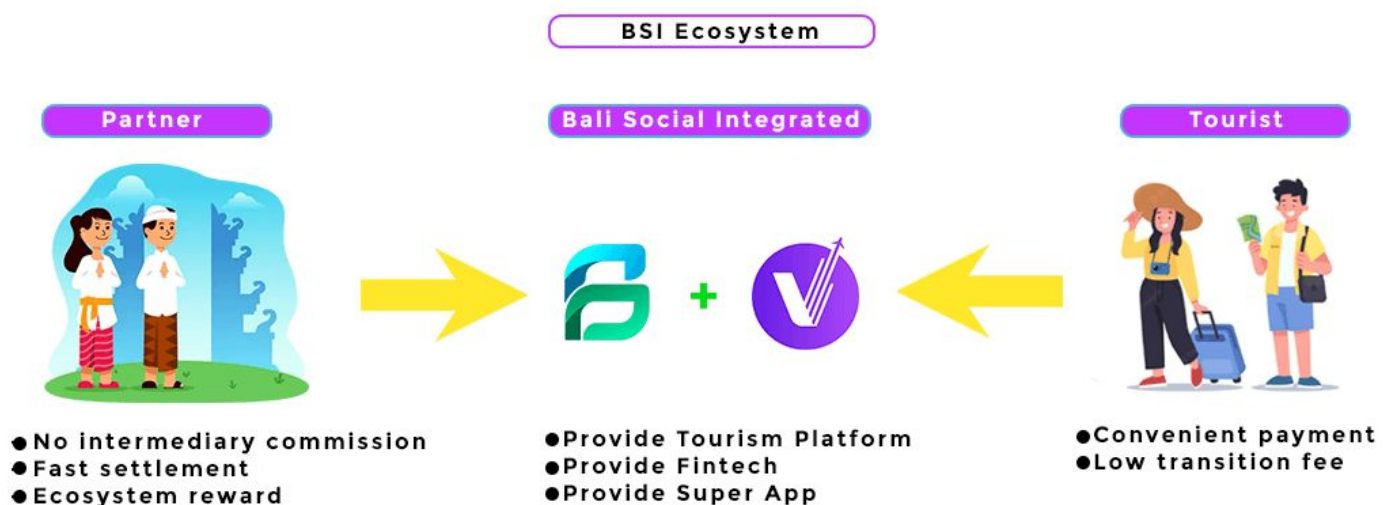 BSI Ecosystem
Partner
Bali Social Integrated
Tourist
●No intermediary commission
●Fast settlement
●Ecosystem reward
●Provide Tourism Platform
●Provide Fintech
●Provide Super App
●Convenient payment
●Low transition fee